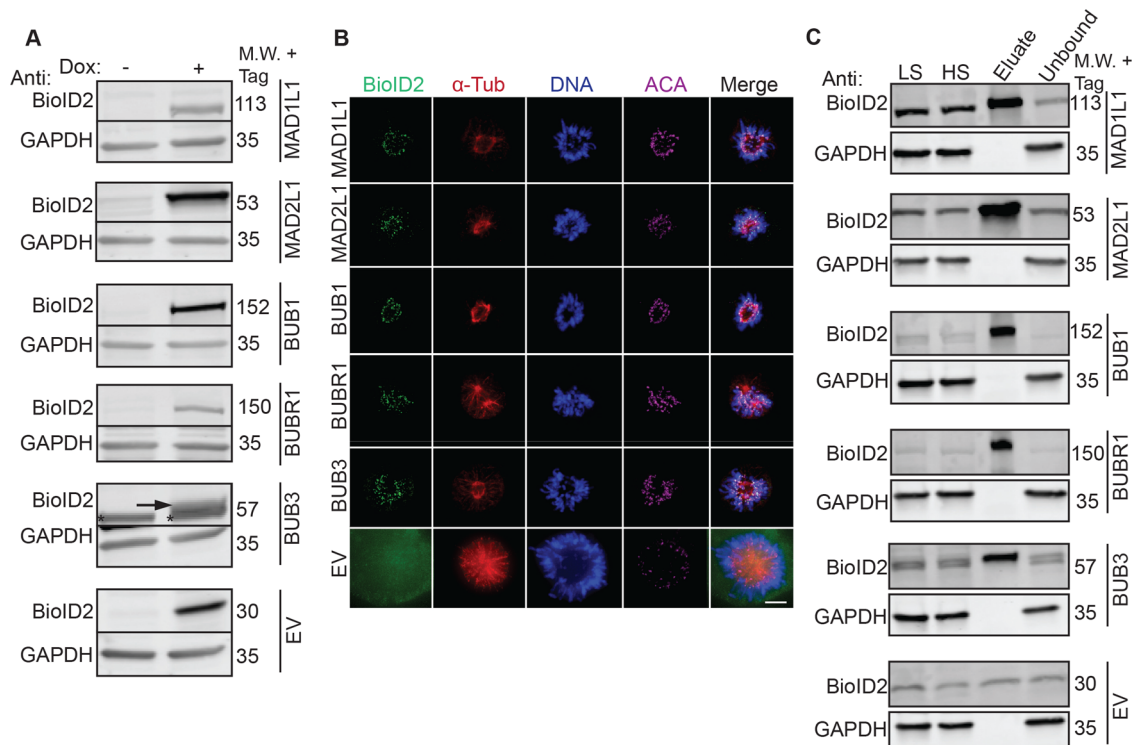 A
Dox: - +
M.W. +
Tag
Anti:
BioID2 113
GAPDH 35
MAD1L1
BioID2 53
GAPDH 35
MAD2L1
BioID2 152
GAPDH 35
BUB1
BioID2 150
GAPDH 35
BUBR1
BioID2 57
* *
GAPDH 35
BUB3
BioID2 30
GAPDH 35
EV
B
BioID2 α-Tub DNA ACA Merge
MAD1L1
MAD2L1
BUB1
BUBR1
BUB3
EV
C
Anti: LS HS Eluate Unbound
M.W. +
Tag
BioID2 113
GAPDH 35
MAD1L1
BioID2 53
GAPDH 35
MAD2L1
BioID2 152
GAPDH 35
BUB1
BioID2 150
GAPDH 35
BUBR1
BioID2 57
GAPDH 35
BUB3
BioID2 30
GAPDH 35
EV